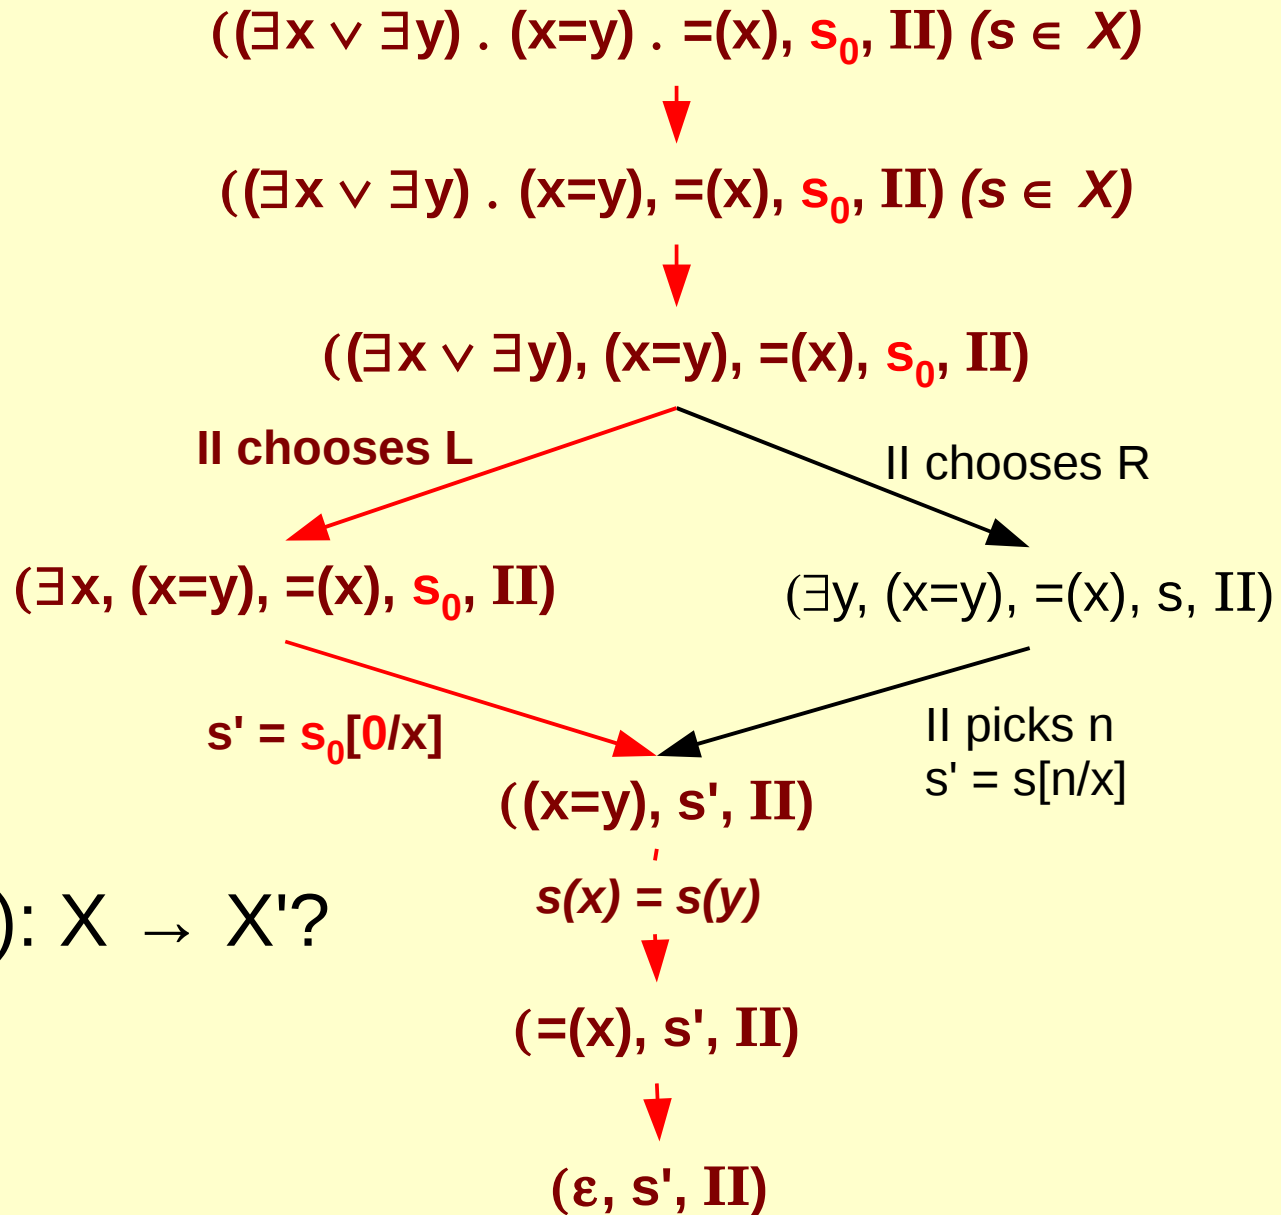 ((∃x ∨ ∃y) . (x=y) . =(x), s₀, II) (s ∈ X)
((∃x ∨ ∃y) . (x=y), =(x), s₀, II) (s ∈ X)
((∃x ∨ ∃y), (x=y), =(x), s₀, II)
II chooses L
II chooses R
(∃x, (x=y), =(x), s₀, II)
(∃y, (x=y), =(x), s, II)
s' = s₀[0/x]
II picks n
s' = s[n/x]
((x=y), s', II)
s(x) = s(y)
): X → X'?
(=(x), s', II)
(ε, s', II)